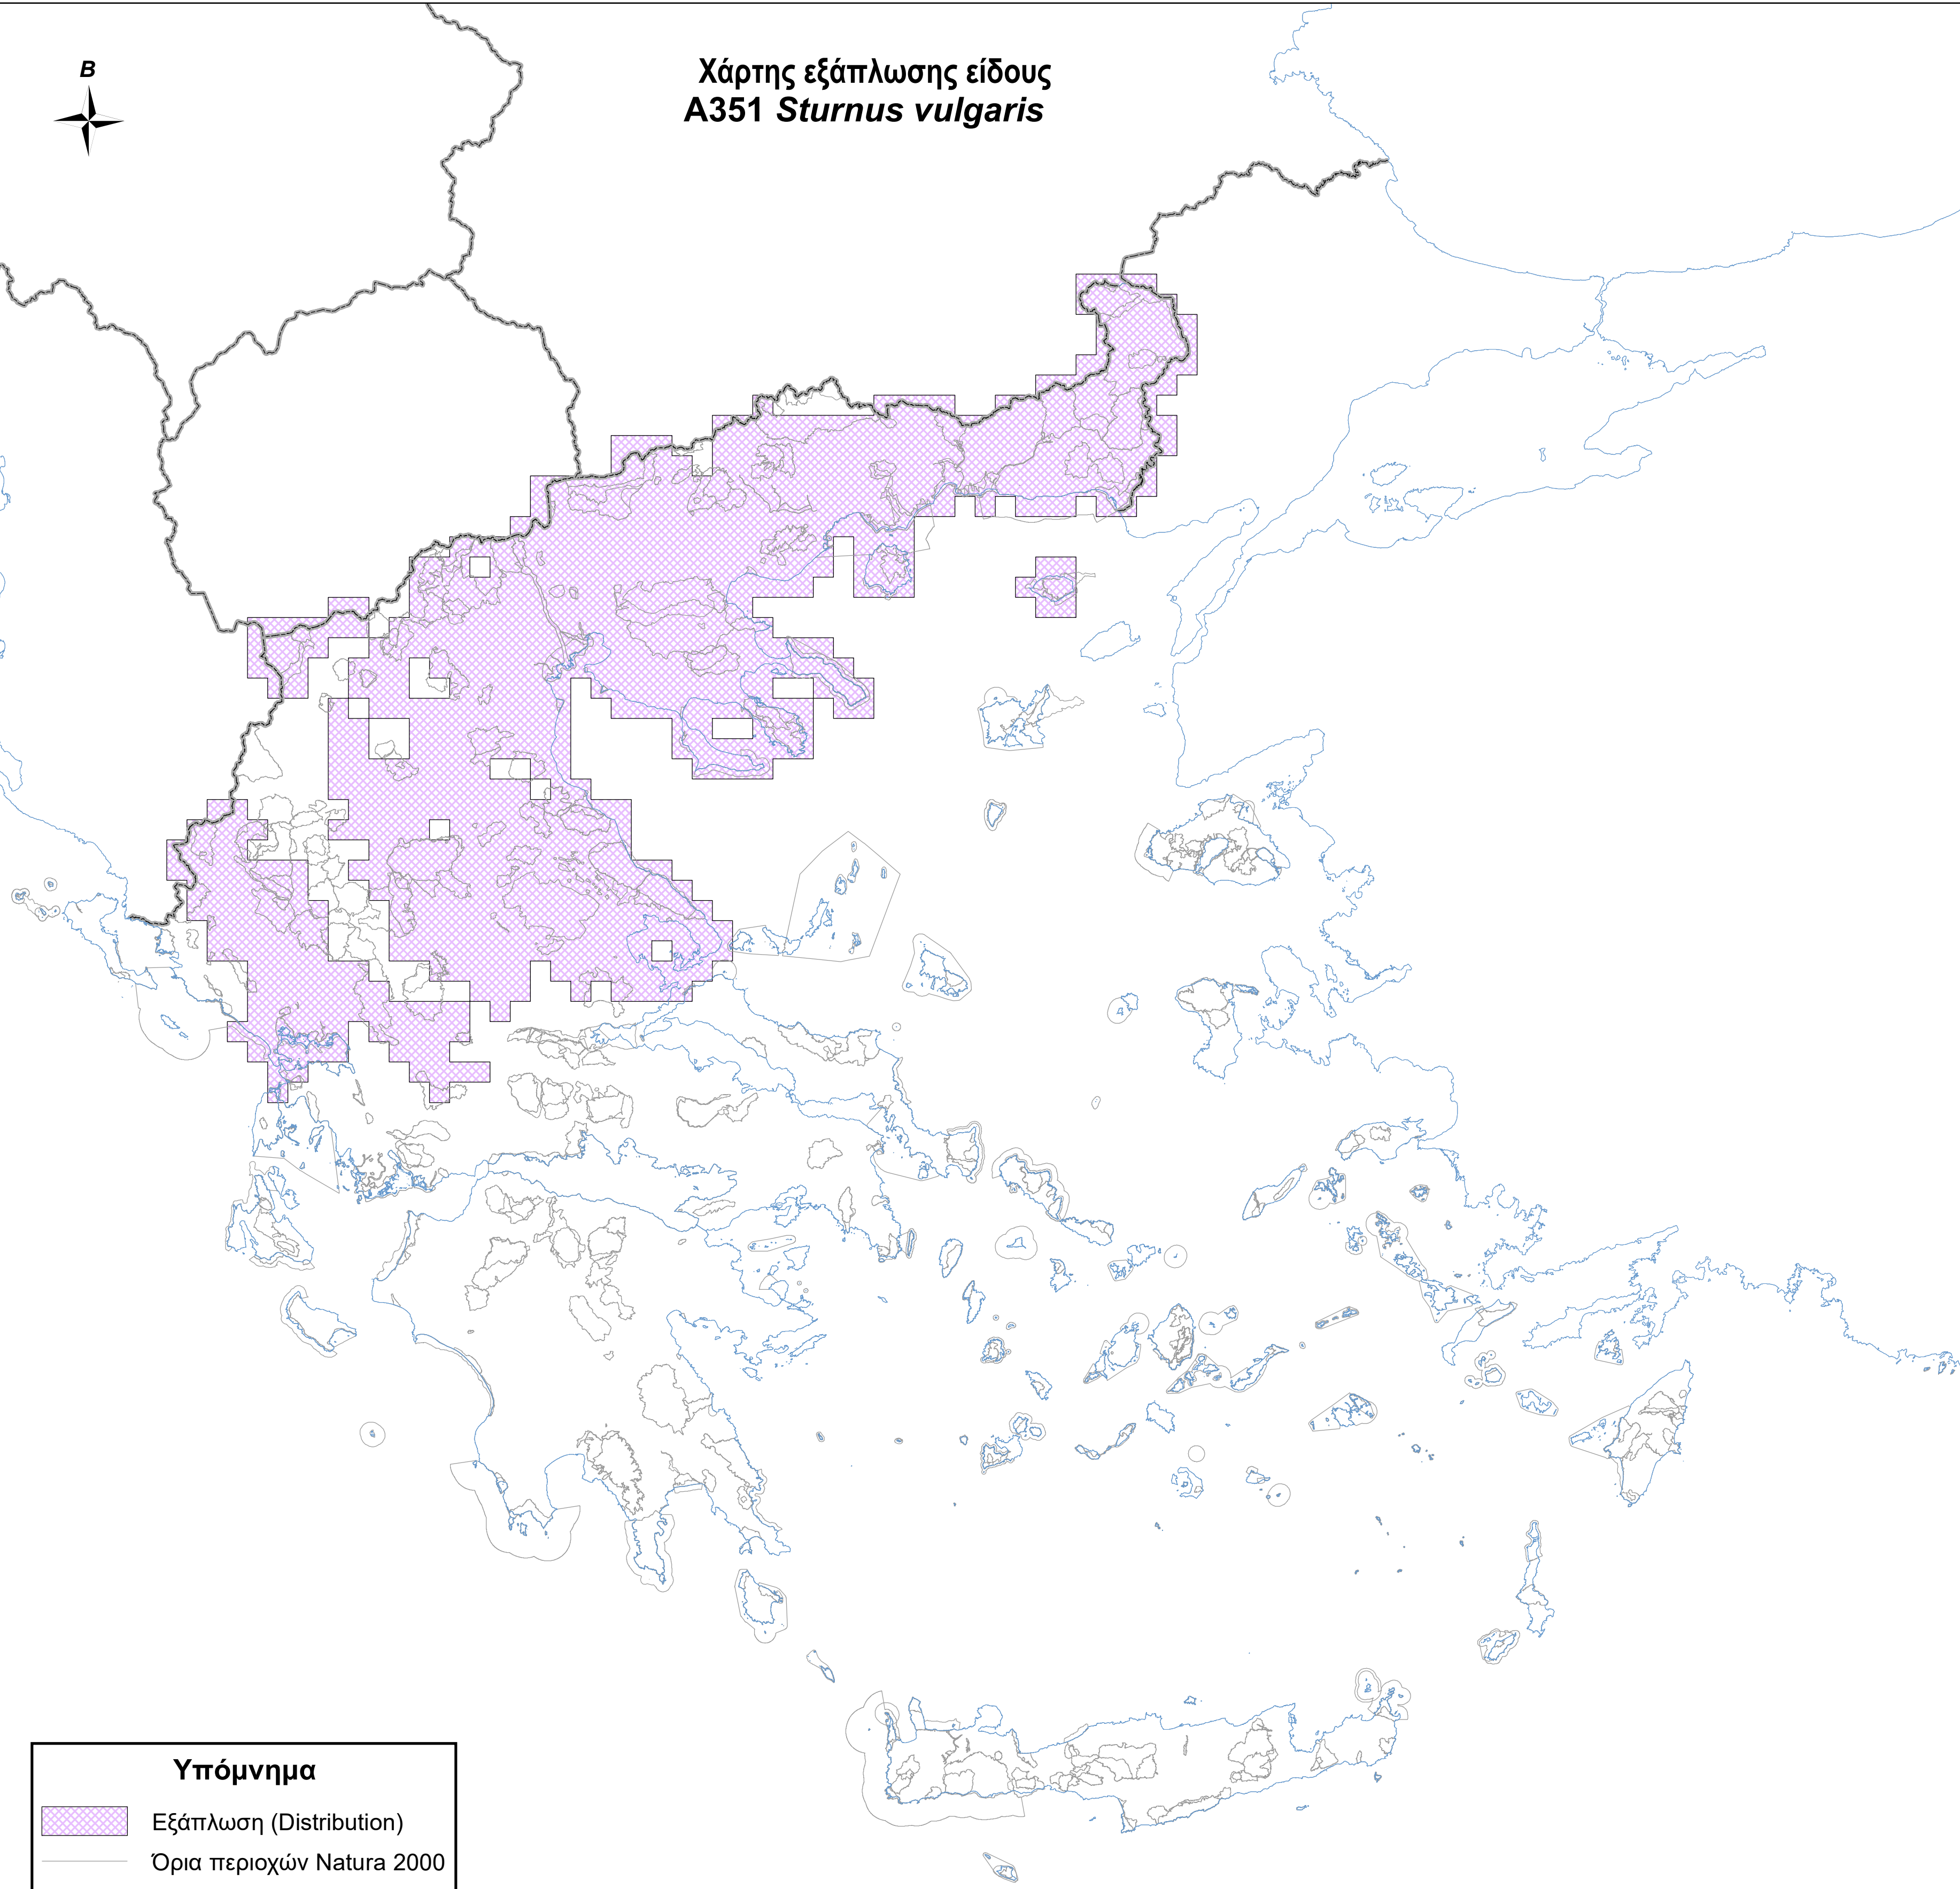 Χάρτης εξάπλωσης είδους
A351 Sturnus vulgaris
B
Υπόμνημα
Εξάπλωση (Distribution)
Όρια περιοχών Natura 2000